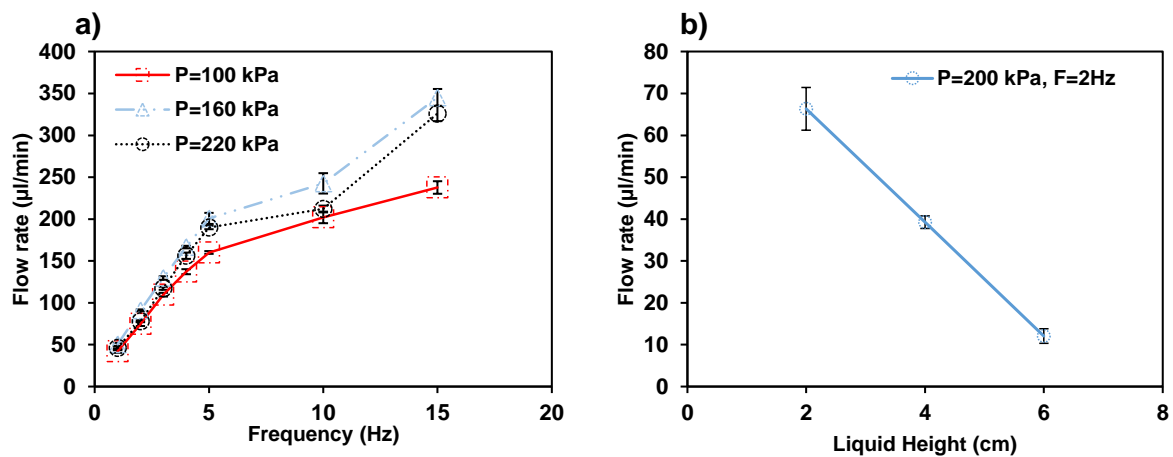 a)
400
350
300
250
200
150
100
50
0
Flow rate (µl/min)
P=100 kPa
P=160 kPa
P=220 kPa
0 5 10 15 20
Frequency (Hz)
b)
80
70
60
50
40
30
20
10
0
Flow rate (µl/min)
P=200 kPa, F=2Hz
0 2 4 6 8
Liquid Height (cm)